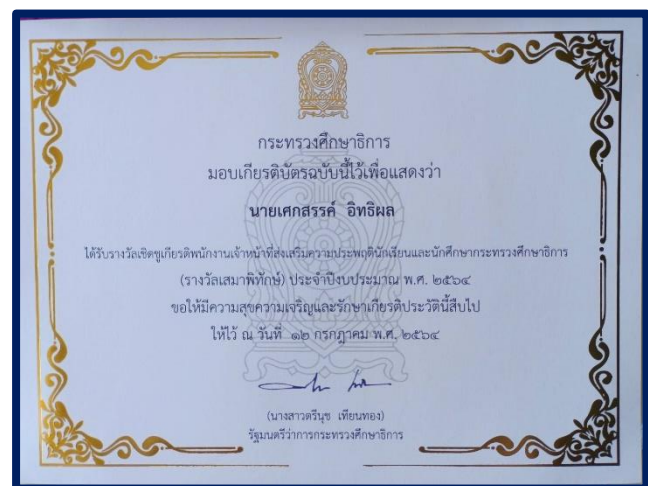 กระทรวงศึกษาธิการ
มอบเกียรติบัตรฉบับนี้ไว้เพื่อแสดงว่า
นายเศกสรรค์ อิทธิผล
ได้รับรางวัลเชิดชูเกียรติพนักงานเจ้าหน้าที่ส่งเสริมความประพฤตินักเรียนและนักศึกษากระทรวงศึกษาธิการ
(รางวัลเสมาพิทักษ์) ประจำปีงบประมาณ พ.ศ. ๒๕๖๔
ขอให้มีความสุขความเจริญและรักษาเกียรติประวัตินี้สืบไป
ให้ไว้ ณ วันที่ ๑๒ กรกฎาคม พ.ศ. ๒๕๖๔
(นางสาวตรีนุช เทียนทอง)
รัฐมนตรีว่าการกระทรวงศึกษาธิการ